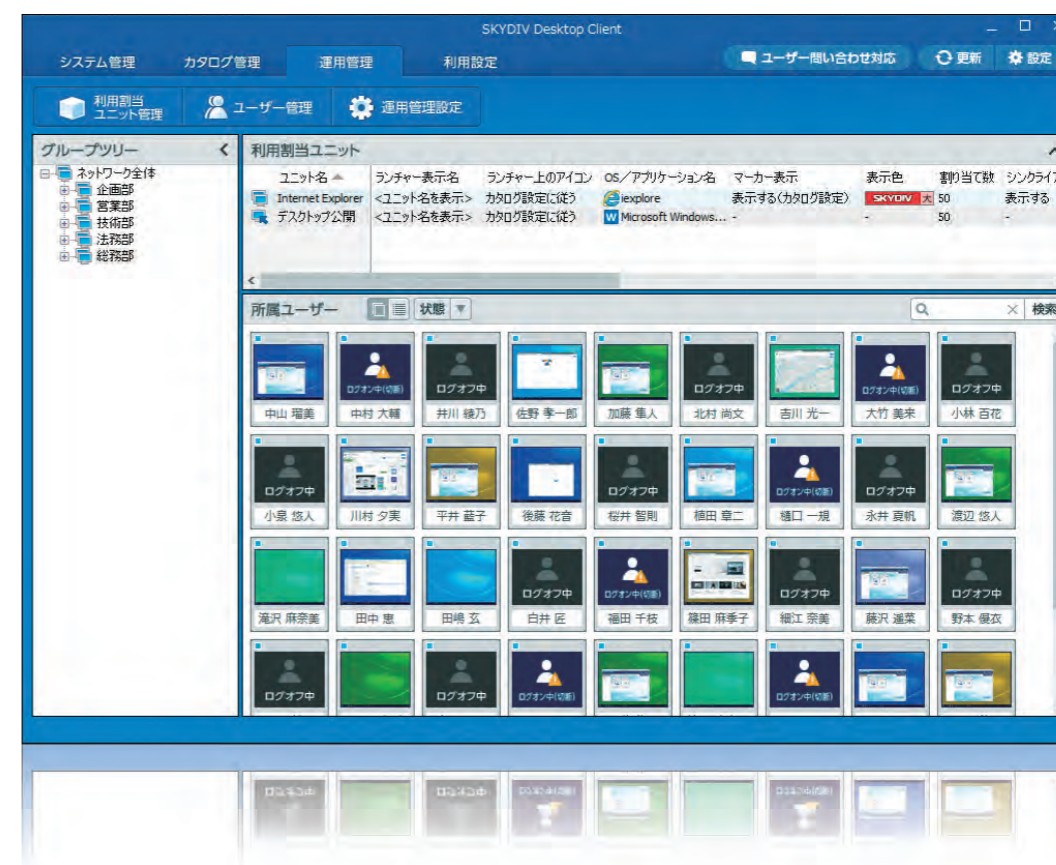 SKYDIV Desktop Client
システム管理 カタログ管理 運用管理 利用設定 ユーザー問い合わせ対応 更新 設定
利用割当
ユニット管理 ユーザー管理 運用管理設定
グループツリー
ネットワーク全体
企画部
営業部
技術部
法務部
総務部
利用割当ユニット
ユニット名 ランチャー表示名 ランチャー上のアイコン OS/アプリケーション名 マーカー表示 表示色 割り当て数 シンクライア
Internet Explorer <ユニット名を表示> カタログ設定に従う iexplore 表示する(カタログ設定) SKYDIV 大 50 表示する
デスクトップ公開 <ユニット名を表示> カタログ設定に従う Microsoft Windows... - - 50 -
所属ユーザー 状態 検索
ログオン中(切断) ログオフ中 ログオフ中 ログオン中(切断) ログオフ中
中山 瑠美 中村 大輔 井川 綾乃 佐野 孝一郎 加藤 隼人 北村 尚文 吉川 光一 大竹 美来 小林 百花
ログオフ中 ログオフ中 ログオン中(切断) ログオフ中
小泉 悠人 川村 夕実 平井 藍子 後藤 花音 桜井 智則 植田 章二 樋口 一規 永井 夏帆 渡辺 悠人
ログオフ中 ログオン中(切断) ログオフ中 ログオフ中
滝沢 麻奈美 田中 恵 田嶋 玄 白井 匠 福田 千枝 篠田 麻季子 細江 奈美 藤沢 遥菜 野本 優衣
ログオフ中 ログオフ中 ログオン中(切断) ログオン中(切断)